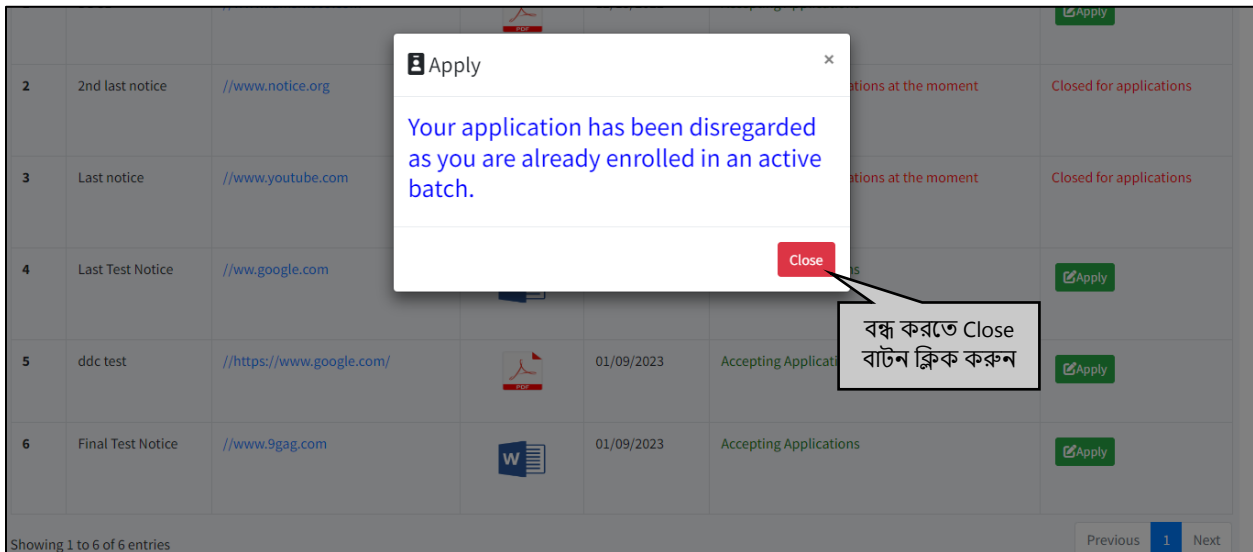 Apply
Apply ×
2 2nd last notice //www.notice.org ations at the moment Closed for applications
Your application has been disregarded
as you are already enrolled in an active
batch.
3 Last notice //www.youtube.com ations at the moment Closed for applications
Close
4 Last Test Notice //ww.google.com ns Apply
বন্ধ করতে Close
বাটন ক্লিক করুন
5 ddc test //https://www.google.com/ PDF 01/09/2023 Accepting Applicati Apply
6 Final Test Notice //www.9gag.com W 01/09/2023 Accepting Applications Apply
Showing 1 to 6 of 6 entries Previous 1 Next